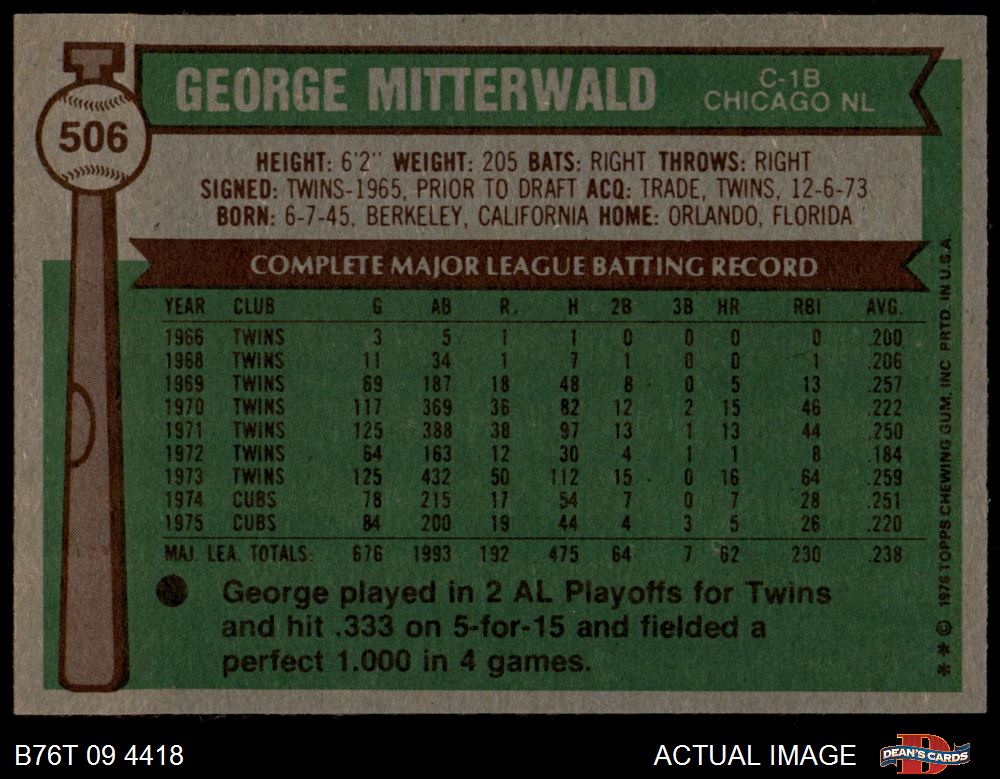 506
GEORGE MITTERWALD
C-1B
CHICAGO NL
HEIGHT: 6'2" WEIGHT: 205 BATS: RIGHT THROWS: RIGHT
SIGNED: TWINS-1965, PRIOR TO DRAFT ACQ: TRADE, TWINS, 12-6-73
BORN: 6-7-45, BERKELEY, CALIFORNIA HOME: ORLANDO, FLORIDA
COMPLETE MAJOR LEAGUE BATTING RECORD
YEAR CLUB G AB R. H 2B 3B HR RBI AVG.
1966 TWINS 3 5 1 1 0 0 0 0 .200
1968 TWINS 11 34 1 7 1 0 0 1 .206
1969 TWINS 69 187 18 48 8 0 5 13 .257
1970 TWINS 117 369 36 82 12 2 15 46 .222
1971 TWINS 125 388 38 97 13 1 13 44 .250
1972 TWINS 64 163 12 30 4 1 1 8 .184
1973 TWINS 125 432 50 112 15 0 16 64 .259
1974 CUBS 78 215 17 54 7 0 7 28 .251
1975 CUBS 84 200 19 44 4 3 5 26 .220
MAJ. LEA. TOTALS: 676 1993 192 475 64 7 62 230 .238
George played in 2 AL Playoffs for Twins
and hit .333 on 5-for-15 and fielded a
perfect 1.000 in 4 games.
** © 1976 TOPPS CHEWING GUM, INC PRTD. IN U.S.A.
B76T 09 4418
ACTUAL IMAGE
DEAN'S CARDS